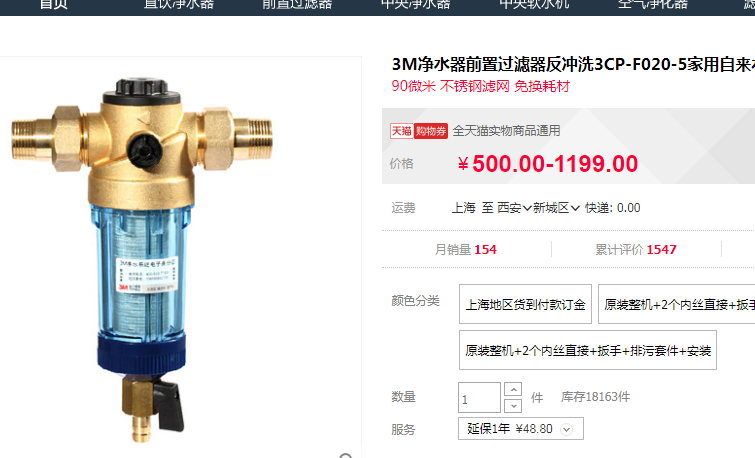 首页 直饮净水器 前置过滤器 中央净水器 中央软水机 空气净化器
3M净水器前置过滤器反冲洗3CP-F020-5家用自来
90微米 不锈钢滤网 免换耗材
天猫 购物券 全天猫实物商品通用
价格 ¥500.00-1199.00
运费 上海 至 西安 新城区 快递: 0.00
月销量 154 累计评价 1547
颜色分类 上海地区货到付款订金 原装整机+2个内丝直接+扳手
原装整机+2个内丝直接+扳手+排污套件+安装
数量 1 件 库存18163件
服务 延保1年 ¥48.80
3M